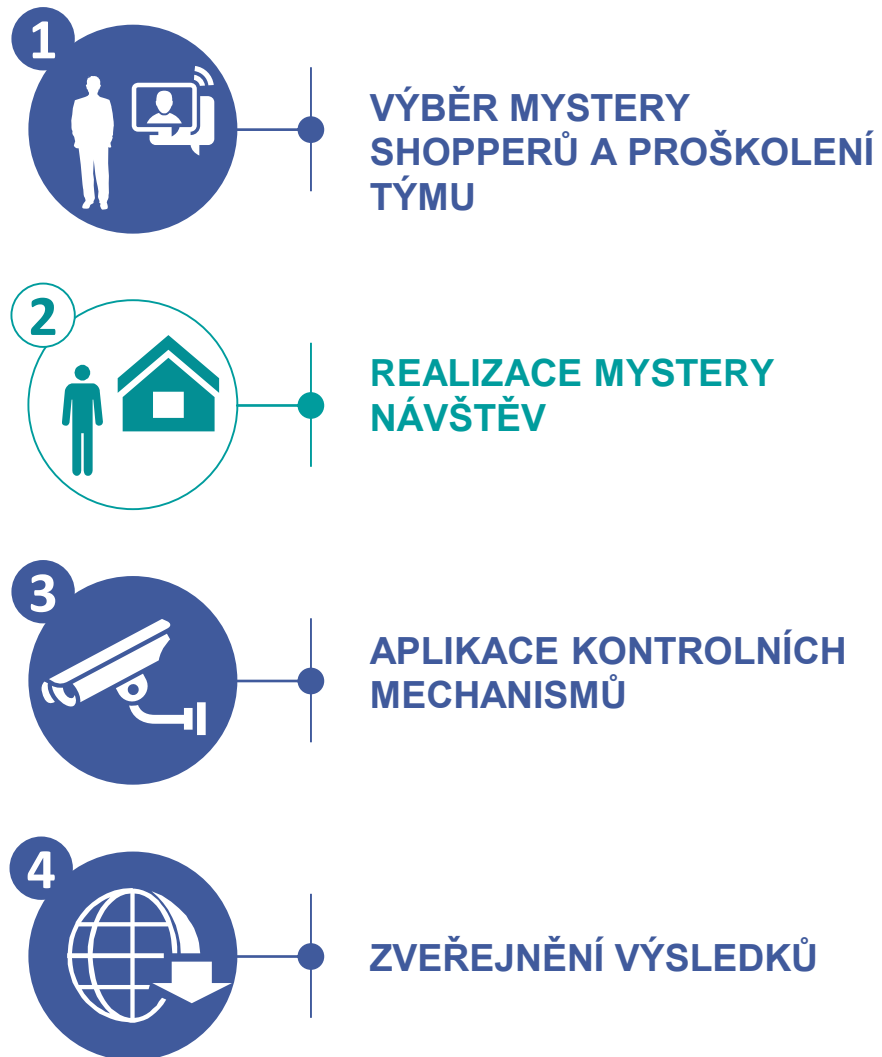 1
VÝBĚR MYSTERY
SHOPPERŮ A PROŠKOLENÍ
TÝMU
2
REALIZACE MYSTERY
NÁVŠTĚV
3
APLIKACE KONTROLNÍCH
MECHANISMŮ
4
ZVEŘEJNĚNÍ VÝSLEDKŮ